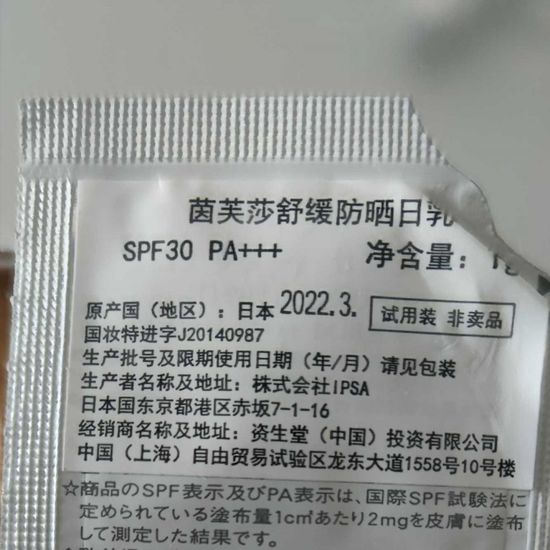 茵芙莎舒缓防晒日乳
SPF30 PA+++ 净含量：1g
原产国（地区）：日本 2022.3. 试用装 非卖品
国妆特进字J20140987
生产批号及限期使用日期（年/月）请见包装
生产者名称及地址：株式会社IPSA
日本国东京都港区赤坂7-1-16
经销商名称及地址：资生堂（中国）投资有限公司
中国（上海）自由贸易试验区龙东大道1558号10号楼
☆商品のSPF表示及びPA表示は、国際SPF試験法に
定められている塗布量1c㎡あたり2mgを皮膚に塗布
して測定した結果です。